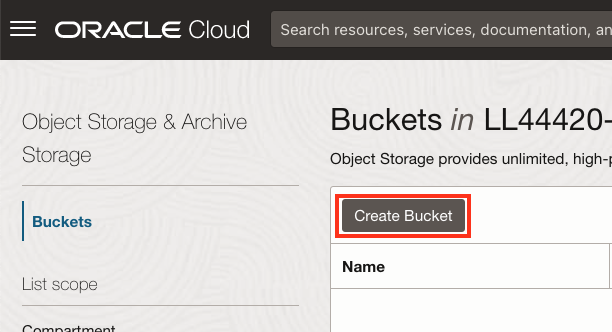 ORACLE Cloud
Search resources, services, documentation, an
Object Storage & Archive
Storage
Buckets
List scope
Compartment
Buckets in LL44420-
Object Storage provides unlimited, high-p
Create Bucket
Name